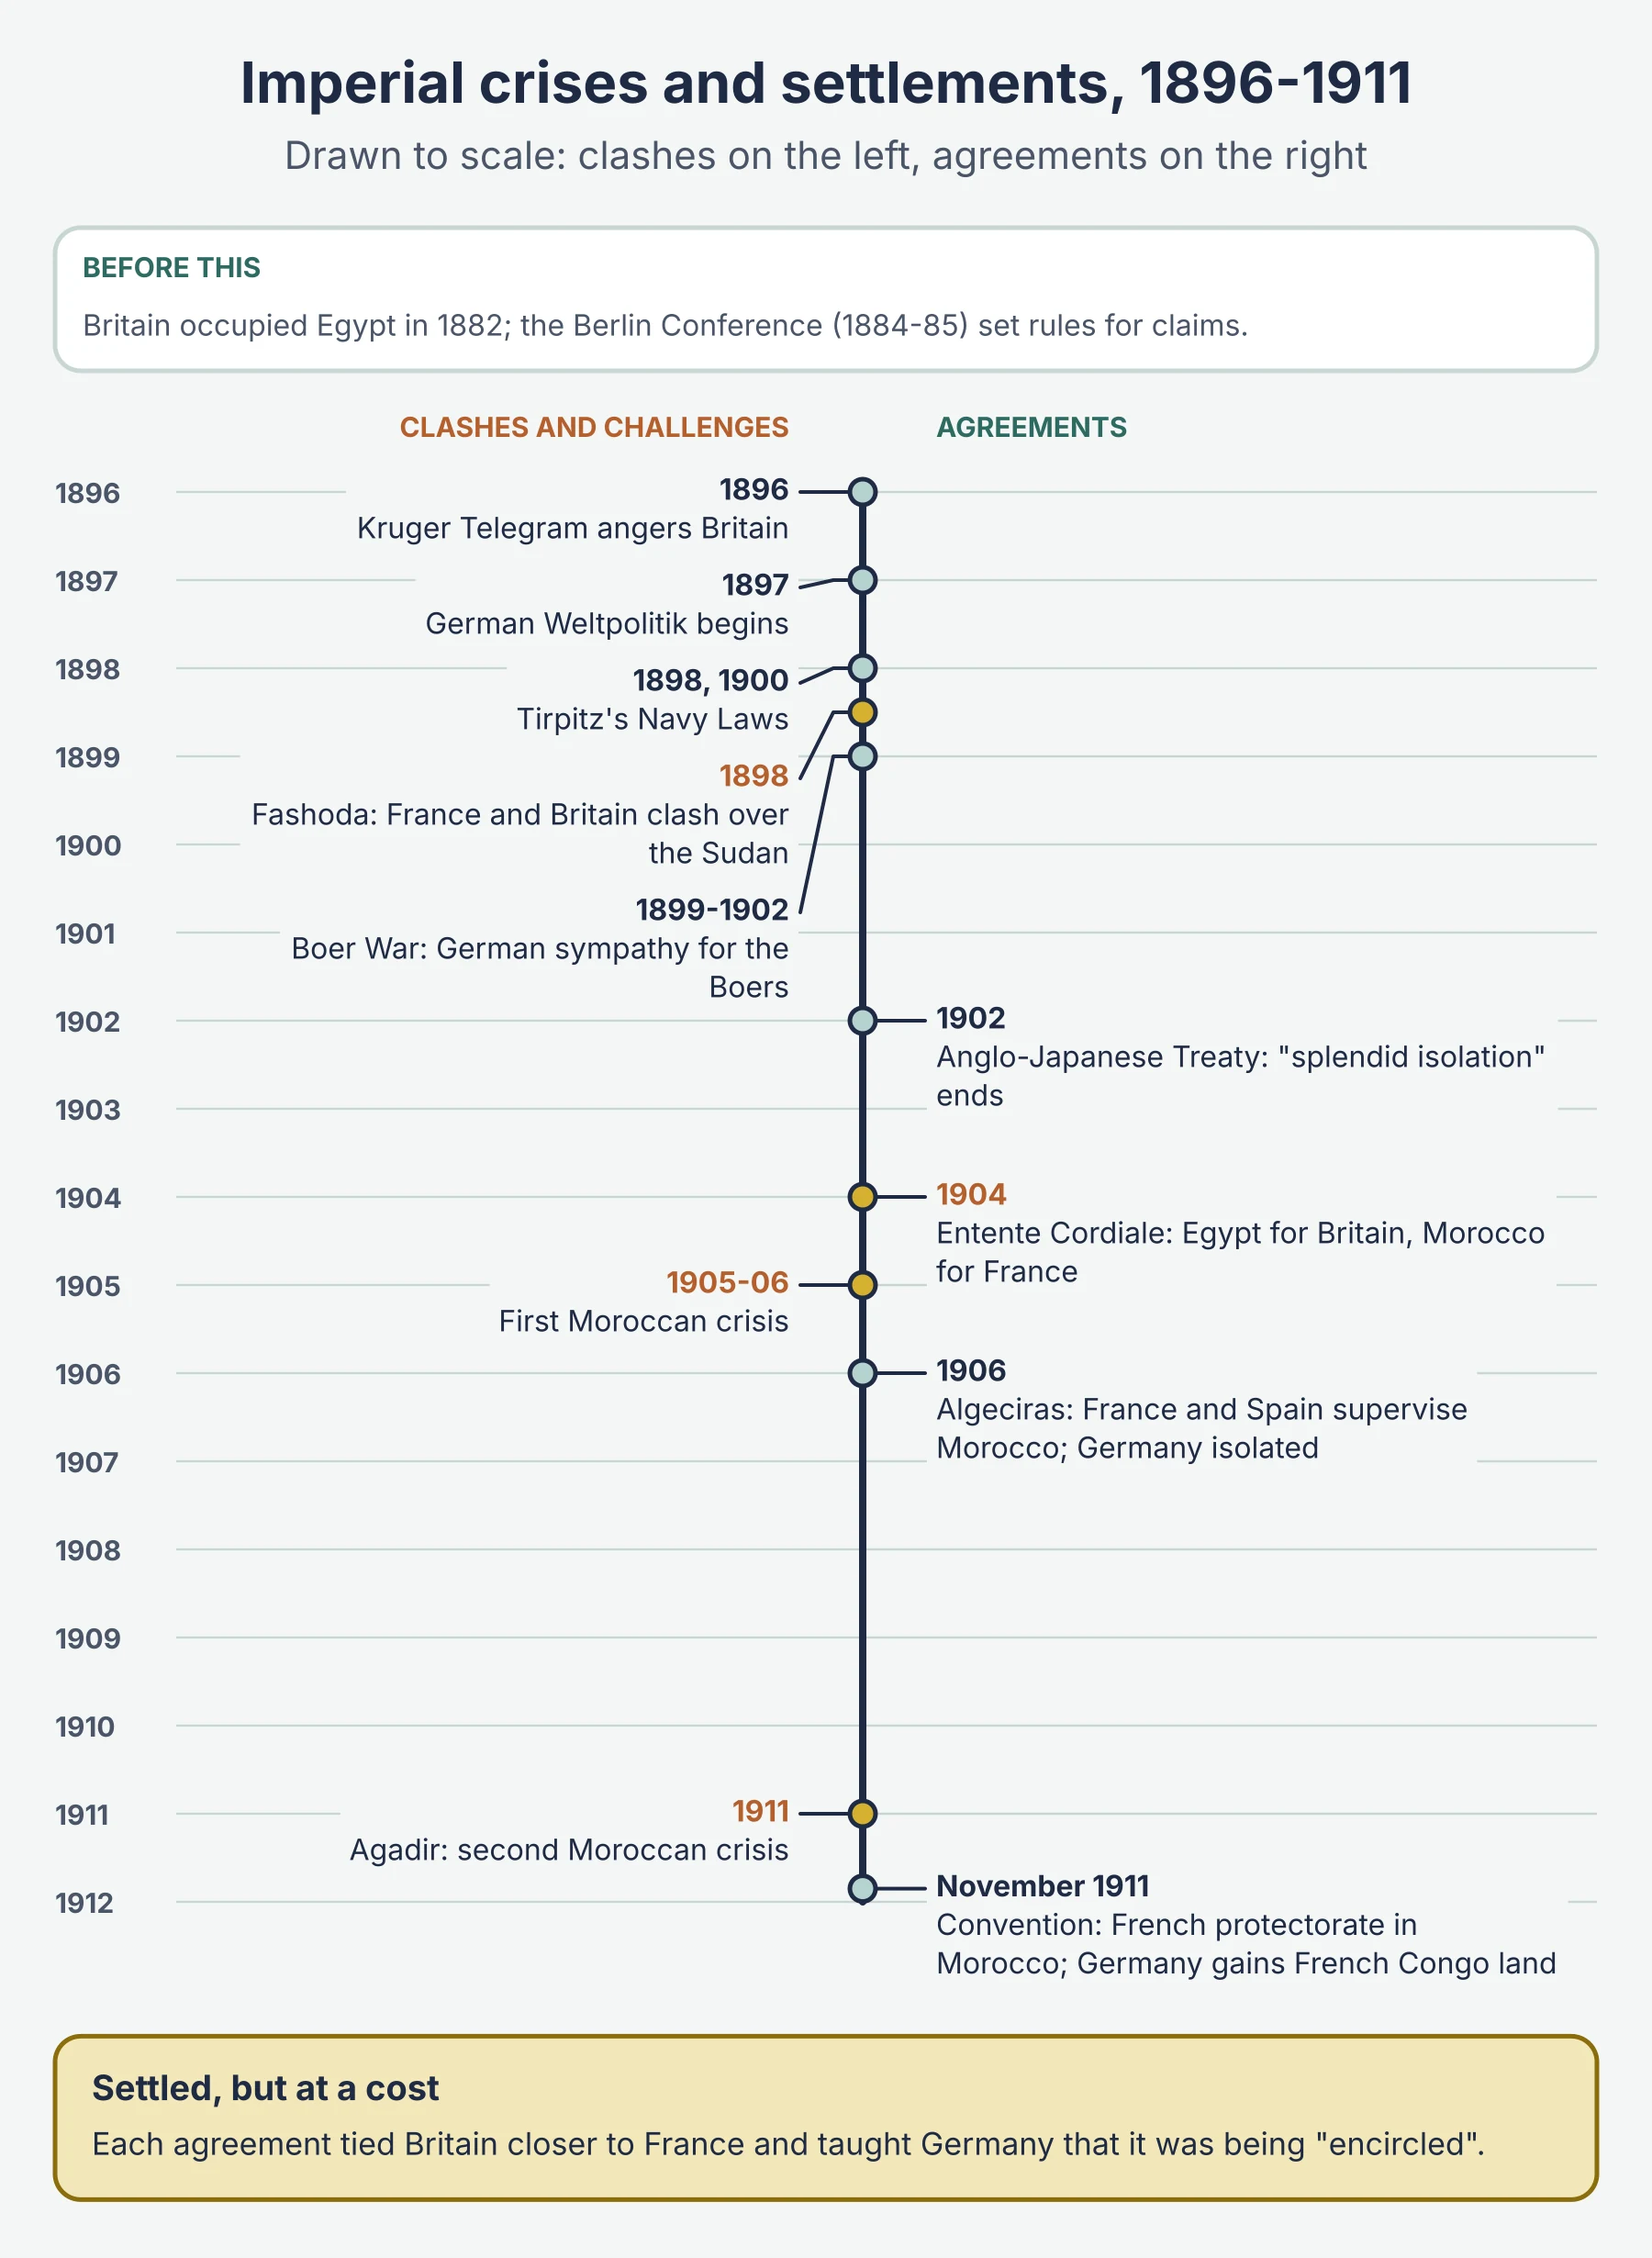 Imperial crises and settlements, 1896-1911
Drawn to scale: clashes on the left, agreements on the right
BEFORE THIS
Britain occupied Egypt in 1882; the Berlin Conference (1884-85) set rules for claims.
CLASHES AND CHALLENGES
AGREEMENTS
1896
1896
Kruger Telegram angers Britain
1897
1897
German Weltpolitik begins
1898
1898, 1900
Tirpitz's Navy Laws
1899
1898
Fashoda: France and Britain clash over
the Sudan
1900
1899-1902
1901
Boer War: German sympathy for the
Boers
1902
1902
Anglo-Japanese Treaty: "splendid isolation"
ends
1903
1904
1904
Entente Cordiale: Egypt for Britain, Morocco
for France
1905
1905-06
First Moroccan crisis
1906
1906
Algeciras: France and Spain supervise
Morocco; Germany isolated
1907
1908
1909
1910
1911
1911
Agadir: second Moroccan crisis
1912
November 1911
Convention: French protectorate in
Morocco; Germany gains French Congo land
Settled, but at a cost
Each agreement tied Britain closer to France and taught Germany that it was being "encircled".